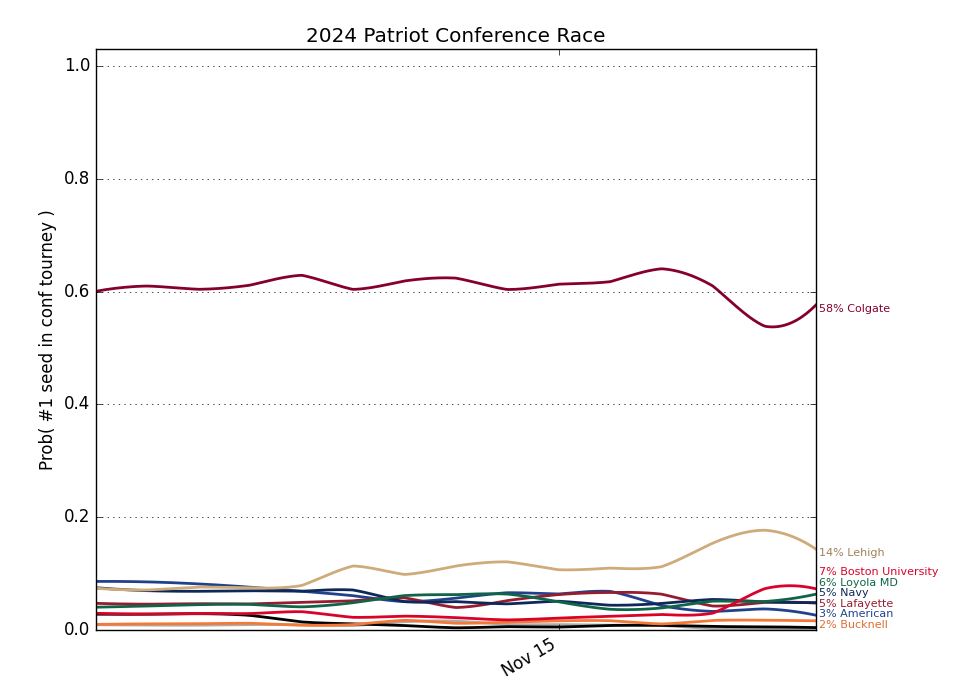 2024 Patriot Conference Race
Prob( #1 seed in conf tourney )
1.0
0.8
0.6
0.4
0.2
0.0
Nov 15
58% Colgate
14% Lehigh
7% Boston University
6% Loyola MD
5% Navy
5% Lafayette
3% American
2% Bucknell